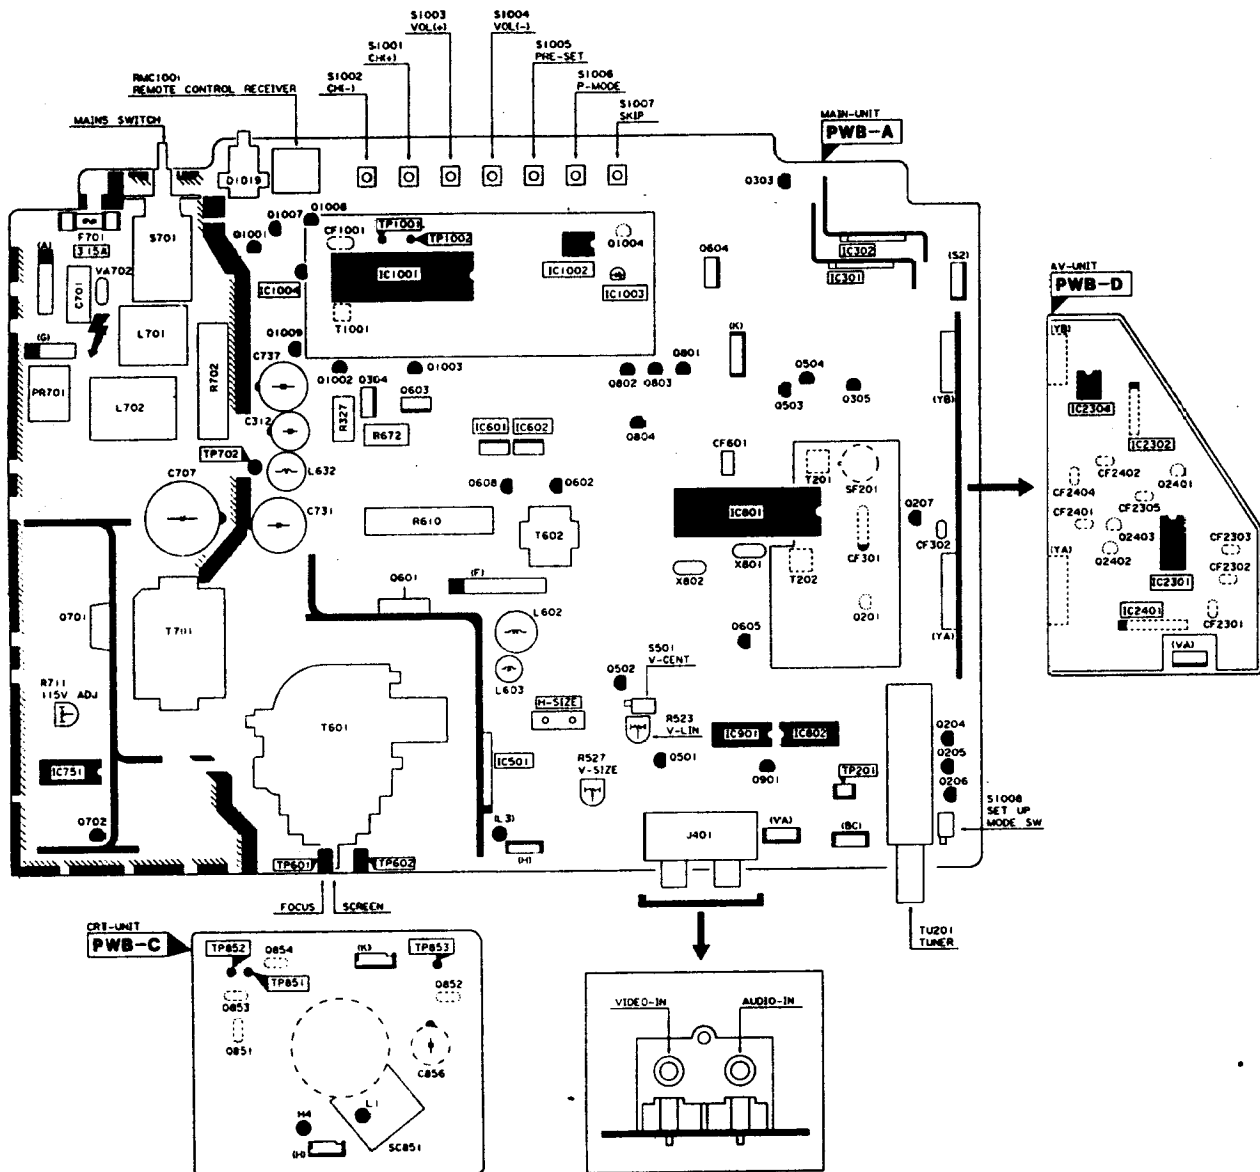 S1003
VOL(+)
S1004
VOL(-)
S1001
CH(+)
S1005
PRE-SET
S1002
CH(-)
S1006
P-MODE
RMC1001
REMOTE CONTROL RECEIVER
S1007
SKIP
MAINS SWITCH
MAIN-UNIT
PWB-A
D1019
Q303
F701
3.15A
S701
Q1007
Q1008
Q1001
CF1001
TP1001
TP1002
Q1004
IC1001
IC1002
IC1003
IC1004
T1001
Q604
IC302
IC301
(S2)
AV-UNIT
PWB-D
(A)
VA702
C701
L701
(G)
PR701
L702
R702
Q1009
C737
Q1002
Q304
Q1003
Q603
C312
R327
R672
IC601
IC602
(K)
Q802
Q803
Q801
Q804
Q504
Q503
Q305
(YB)
(YB)
IC2304
IC2302
CF2402
CF2404
Q2401
CF2305
CF2401
Q2403
CF2303
Q2402
CF2302
(YA)
IC2301
IC2401
CF2301
(VA)
TP702
L632
C707
C731
Q608
Q602
R610
T602
CF601
T201
SF201
IC801
Q207
CF302
CF301
X801
X802
T202
Q201
(YA)
Q601
(F)
L602
L603
Q605
Q701
T701
R711
115V ADJ
T601
S501
V-CENT
Q502
H-SIZE
R523
V-LIN
IC901
IC802
Q204
Q205
Q206
IC751
IC501
Q501
R527
V-SIZE
Q901
TP201
S1008
SET UP
MODE SW
Q702
(L3)
(H)
J401
(VA)
(BC)
TP601
TP602
FOCUS
SCREEN
TU201
TUNER
CRT-UNIT
PWB-C
TP852
Q854
(K)
TP853
TP851
Q853
Q852
Q851
C856
H4
L1
(H)
SC851
VIDEO-IN
AUDIO-IN